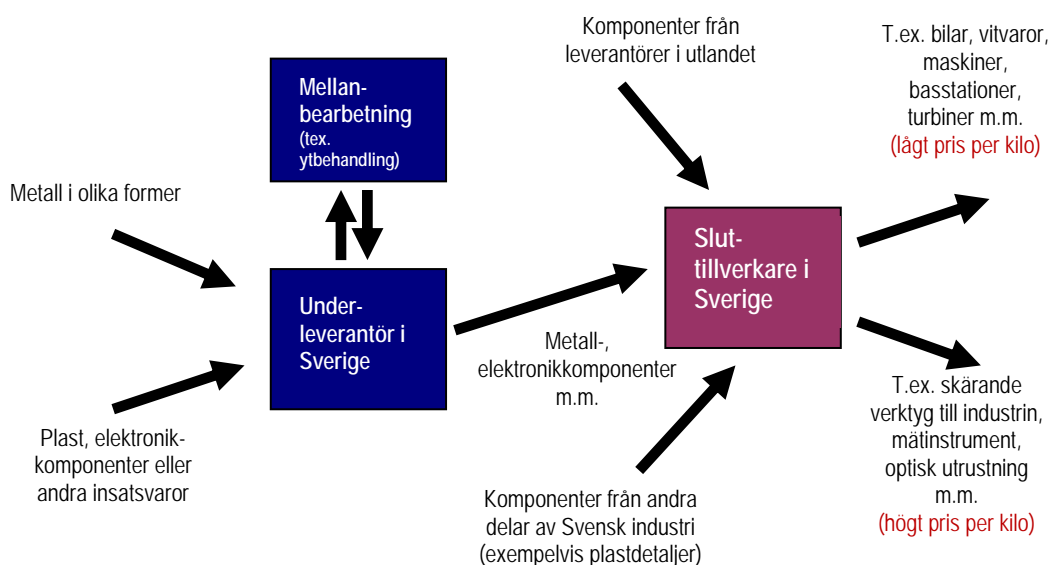 Komponenter från
leverantörer i utlandet
T.ex. bilar, vitvaror,
maskiner,
basstationer,
turbiner m.m.
(lågt pris per kilo)
Mellan-
bearbetning
(tex.
ytbehandling)
Metall i olika former
Slut-
tillverkare i
Sverige
Under-
leverantör i
Sverige
Metall-,
elektronikkomponenter
m.m.
T.ex. skärande
verktyg till industrin,
mätinstrument,
optisk utrustning
m.m.
(högt pris per kilo)
Plast, elektronik-
komponenter eller
andra insatsvaror
Komponenter från andra
delar av Svensk industri
(exempelvis plastdetaljer)